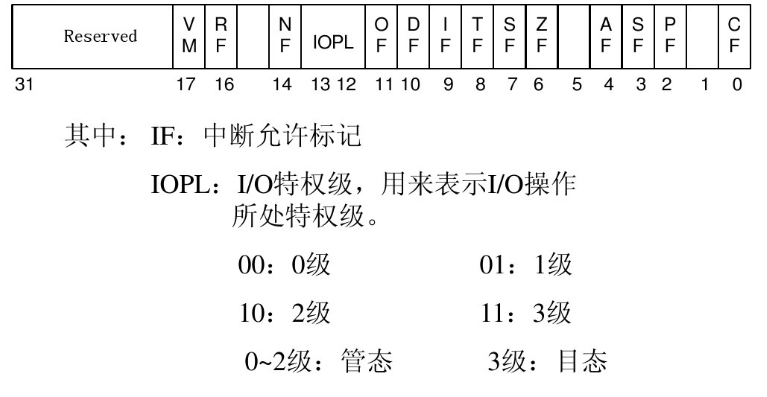 Reserved VM RF NF IOPL OF DF IF TF SF ZF AF SF PF CF
31 17 16 14 13 12 11 10 9 8 7 6 5 4 3 2 1 0
其中： IF：中断允许标记
IOPL：I/O特权级，用来表示I/O操作
所处特权级。
00：0级 01：1级
10：2级 11：3级
0~2级：管态 3级：目态